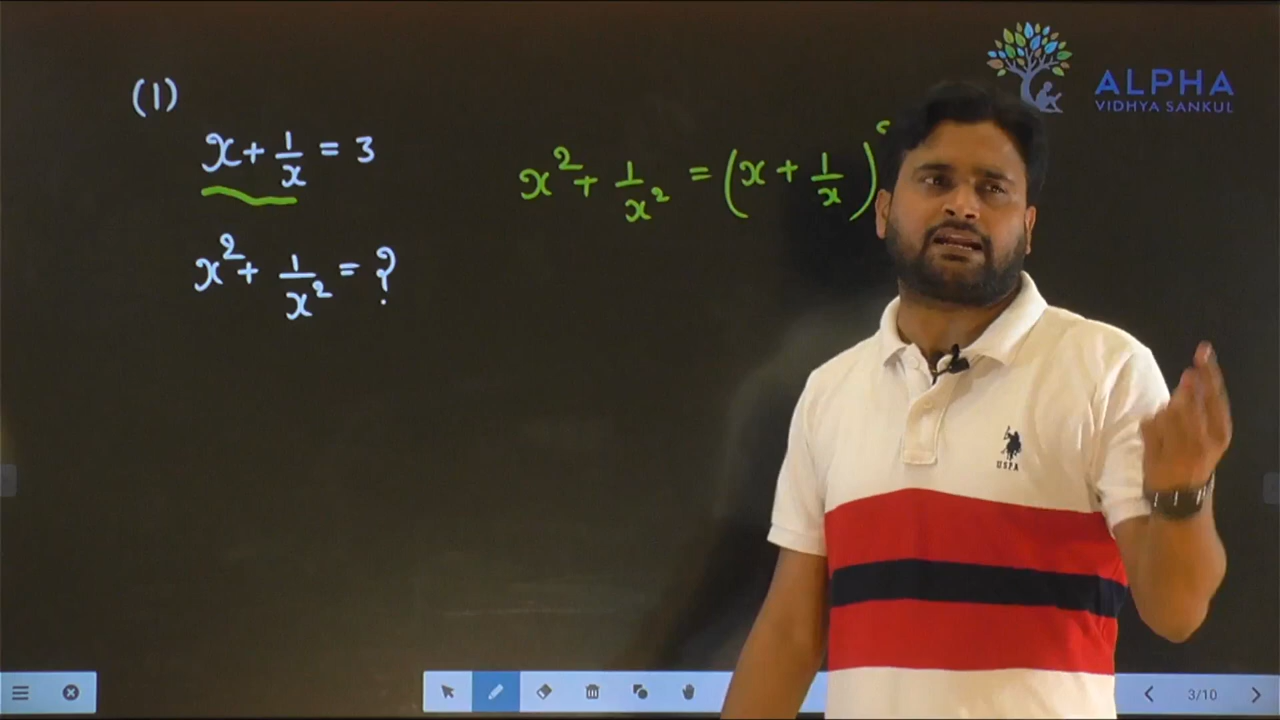 (1)
x + 1/x = 3
x² + 1/x² = ?
x² + 1/x² = (x + 1/x)
ALPHA
VIDHYA SANKUL
USPA
3/10